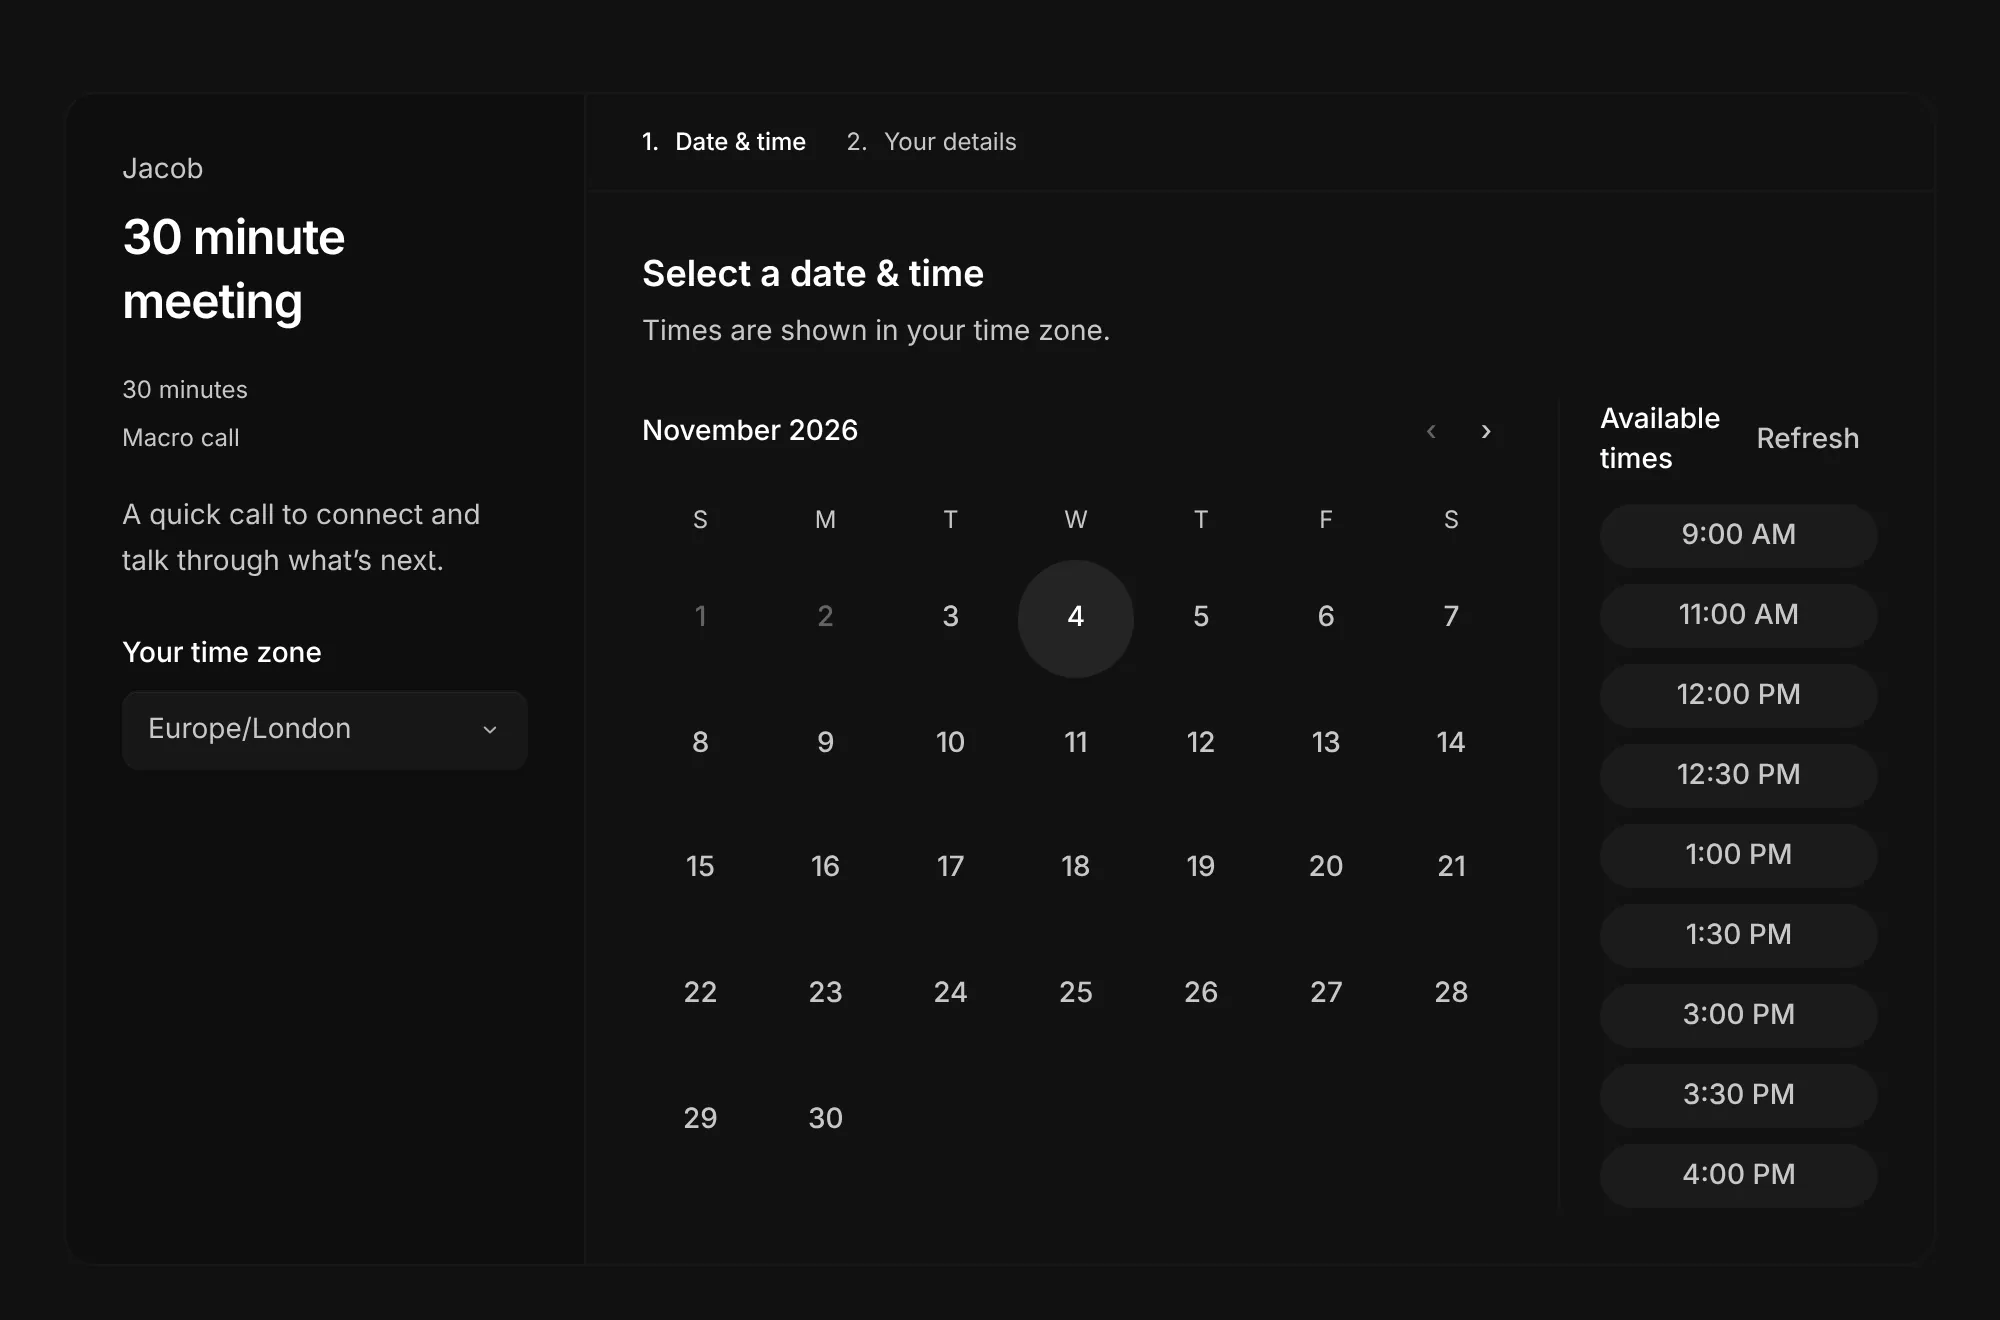 Jacob
30 minute
meeting
30 minutes
Macro call
A quick call to connect and
talk through what’s next.
Your time zone
Europe/London
1. Date & time 2. Your details
Select a date & time
Times are shown in your time zone.
November 2026 ‹ ›
S M T W T F S
1 2 3 4 5 6 7
8 9 10 11 12 13 14
15 16 17 18 19 20 21
22 23 24 25 26 27 28
29 30
Available
times
Refresh
9:00 AM
11:00 AM
12:00 PM
12:30 PM
1:00 PM
1:30 PM
3:00 PM
3:30 PM
4:00 PM